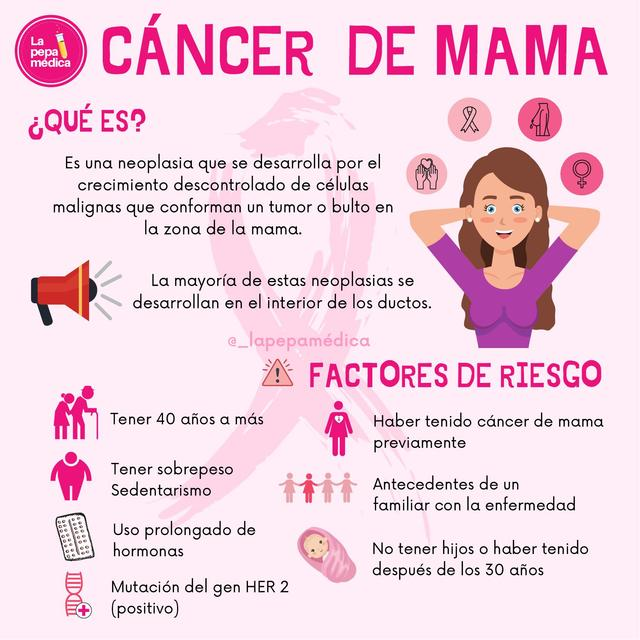 La
pepa
médica
CÁNCER DE MAMA
¿QUÉ ES?
Es una neoplasia que se desarrolla por el
crecimiento descontrolado de células
malignas que conforman un tumor o bulto en
la zona de la mama.
La mayoría de estas neoplasias se
desarrollan en el interior de los ductos.
@_lapepamédica
FACTORES DE RIESGO
Tener 40 años a más
Tener sobrepeso
Sedentarismo
Uso prolongado de
hormonas
Mutación del gen HER 2
(positivo)
Haber tenido cáncer de mama
previamente
Antecedentes de un
familiar con la enfermedad
No tener hijos o haber tenido
después de los 30 años